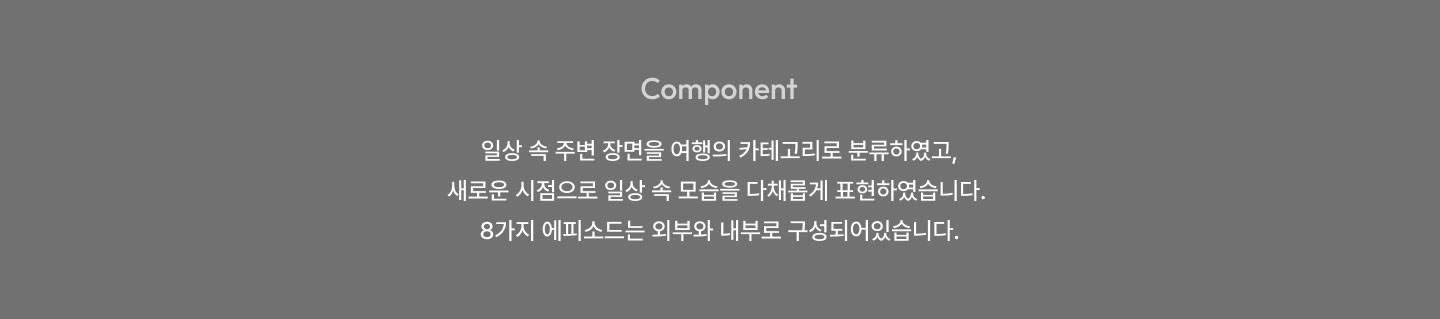 Component
일상 속 주변 장면을 여행의 카테고리로 분류하였고,
새로운 시점으로 일상 속 모습을 다채롭게 표현하였습니다.
8가지 에피소드는 외부와 내부로 구성되어있습니다.